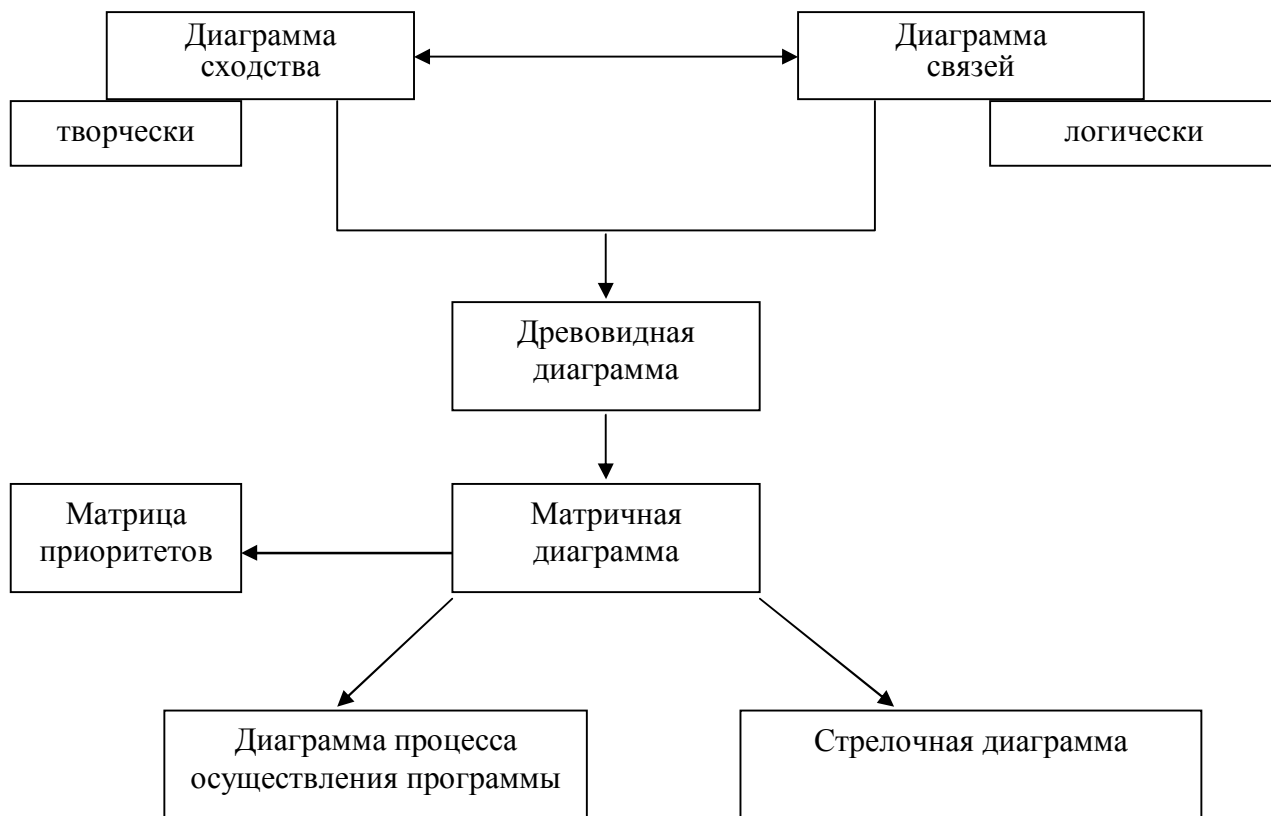 Диаграмма
сходства
Диаграмма
связей
творчески
логически
Древовидная
диаграмма
Матрица
приоритетов
Матричная
диаграмма
Диаграмма процесса
осуществления программы
Стрелочная диаграмма